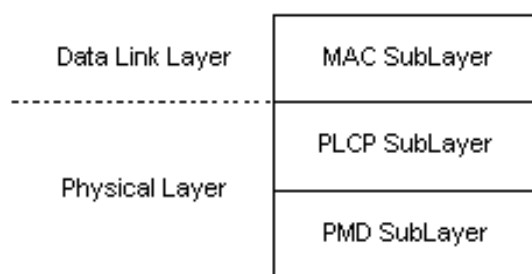 Data Link Layer
MAC SubLayer
PLCP SubLayer
Physical Layer
PMD SubLayer